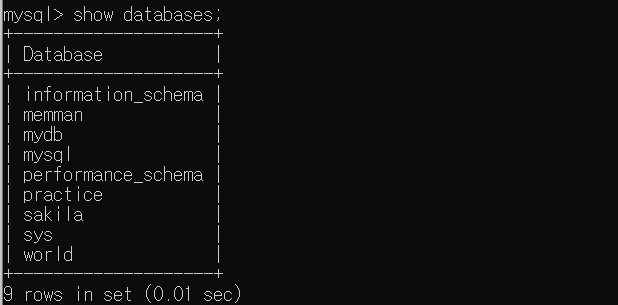 mysql> show databases;
+--------------------+
| Database           |
+--------------------+
| information_schema |
| memman             |
| mydb               |
| mysql              |
| performance_schema |
| practice           |
| sakila             |
| sys                |
| world              |
+--------------------+
9 rows in set (0.01 sec)